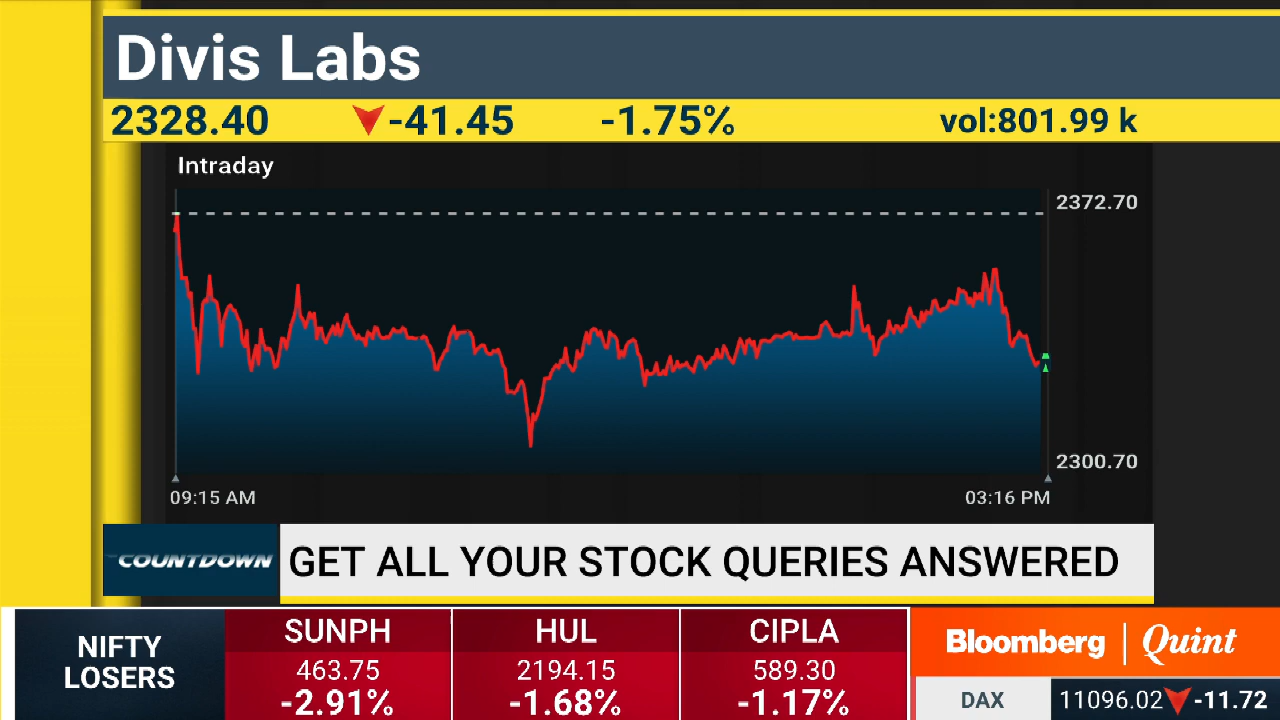 Divis Labs
2328.40 -41.45 -1.75% vol:801.99 k
Intraday
2372.70
2300.70
09:15 AM 03:16 PM
COUNTDOWN
GET ALL YOUR STOCK QUERIES ANSWERED
NIFTY
LOSERS
SUNPH
463.75
-2.91%
HUL
2194.15
-1.68%
CIPLA
589.30
-1.17%
Bloomberg | Quint
DAX 11096.02 -11.72